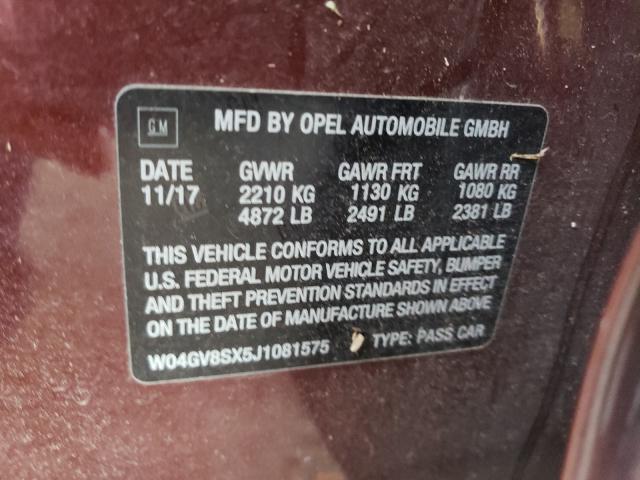 GM
MFD BY OPEL AUTOMOBILE GMBH
DATE GVWR GAWR FRT GAWR RR
11/17 2210 KG 1130 KG 1080 KG
4872 LB 2491 LB 2381 LB
THIS VEHICLE CONFORMS TO ALL APPLICABLE
U.S. FEDERAL MOTOR VEHICLE SAFETY, BUMPER
AND THEFT PREVENTION STANDARDS IN EFFECT
ON THE DATE OF MANUFACTURE SHOWN ABOVE
W04GV8SX5J1081575 TYPE: PASS CAR